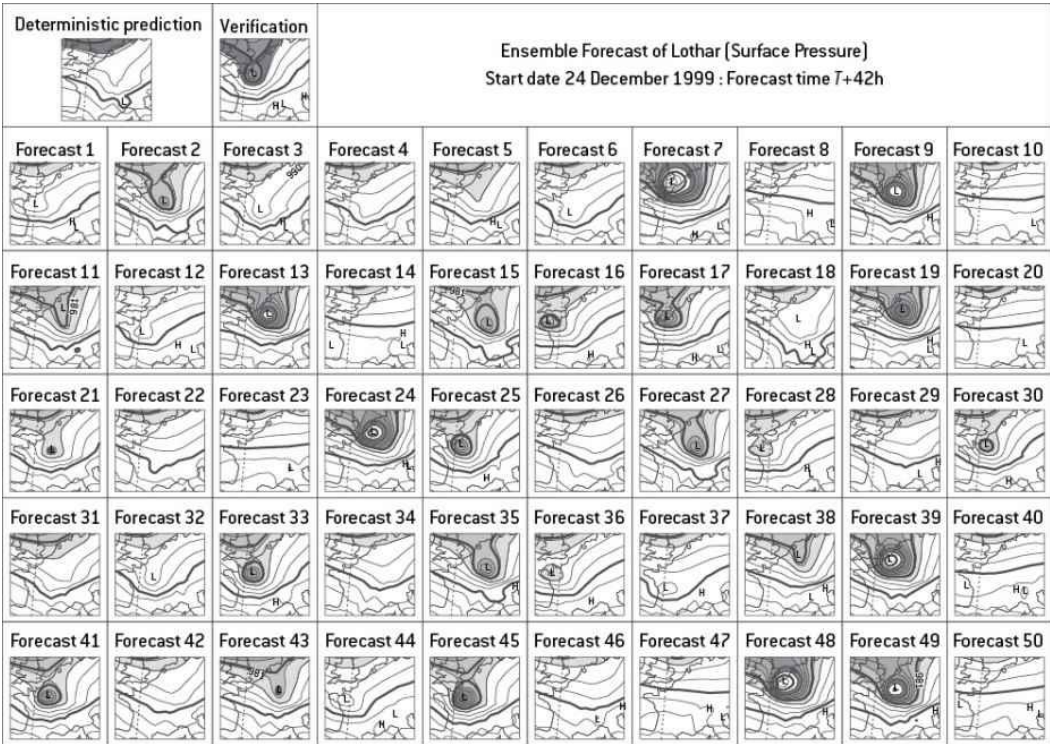 Deterministic prediction
Verification
Ensemble Forecast of Lothar (Surface Pressure)
Start date 24 December 1999 : Forecast time T+42h
Forecast 1 Forecast 2 Forecast 3 Forecast 4 Forecast 5 Forecast 6 Forecast 7 Forecast 8 Forecast 9 Forecast 10
Forecast 11 Forecast 12 Forecast 13 Forecast 14 Forecast 15 Forecast 16 Forecast 17 Forecast 18 Forecast 19 Forecast 20
Forecast 21 Forecast 22 Forecast 23 Forecast 24 Forecast 25 Forecast 26 Forecast 27 Forecast 28 Forecast 29 Forecast 30
Forecast 31 Forecast 32 Forecast 33 Forecast 34 Forecast 35 Forecast 36 Forecast 37 Forecast 38 Forecast 39 Forecast 40
Forecast 41 Forecast 42 Forecast 43 Forecast 44 Forecast 45 Forecast 46 Forecast 47 Forecast 48 Forecast 49 Forecast 50